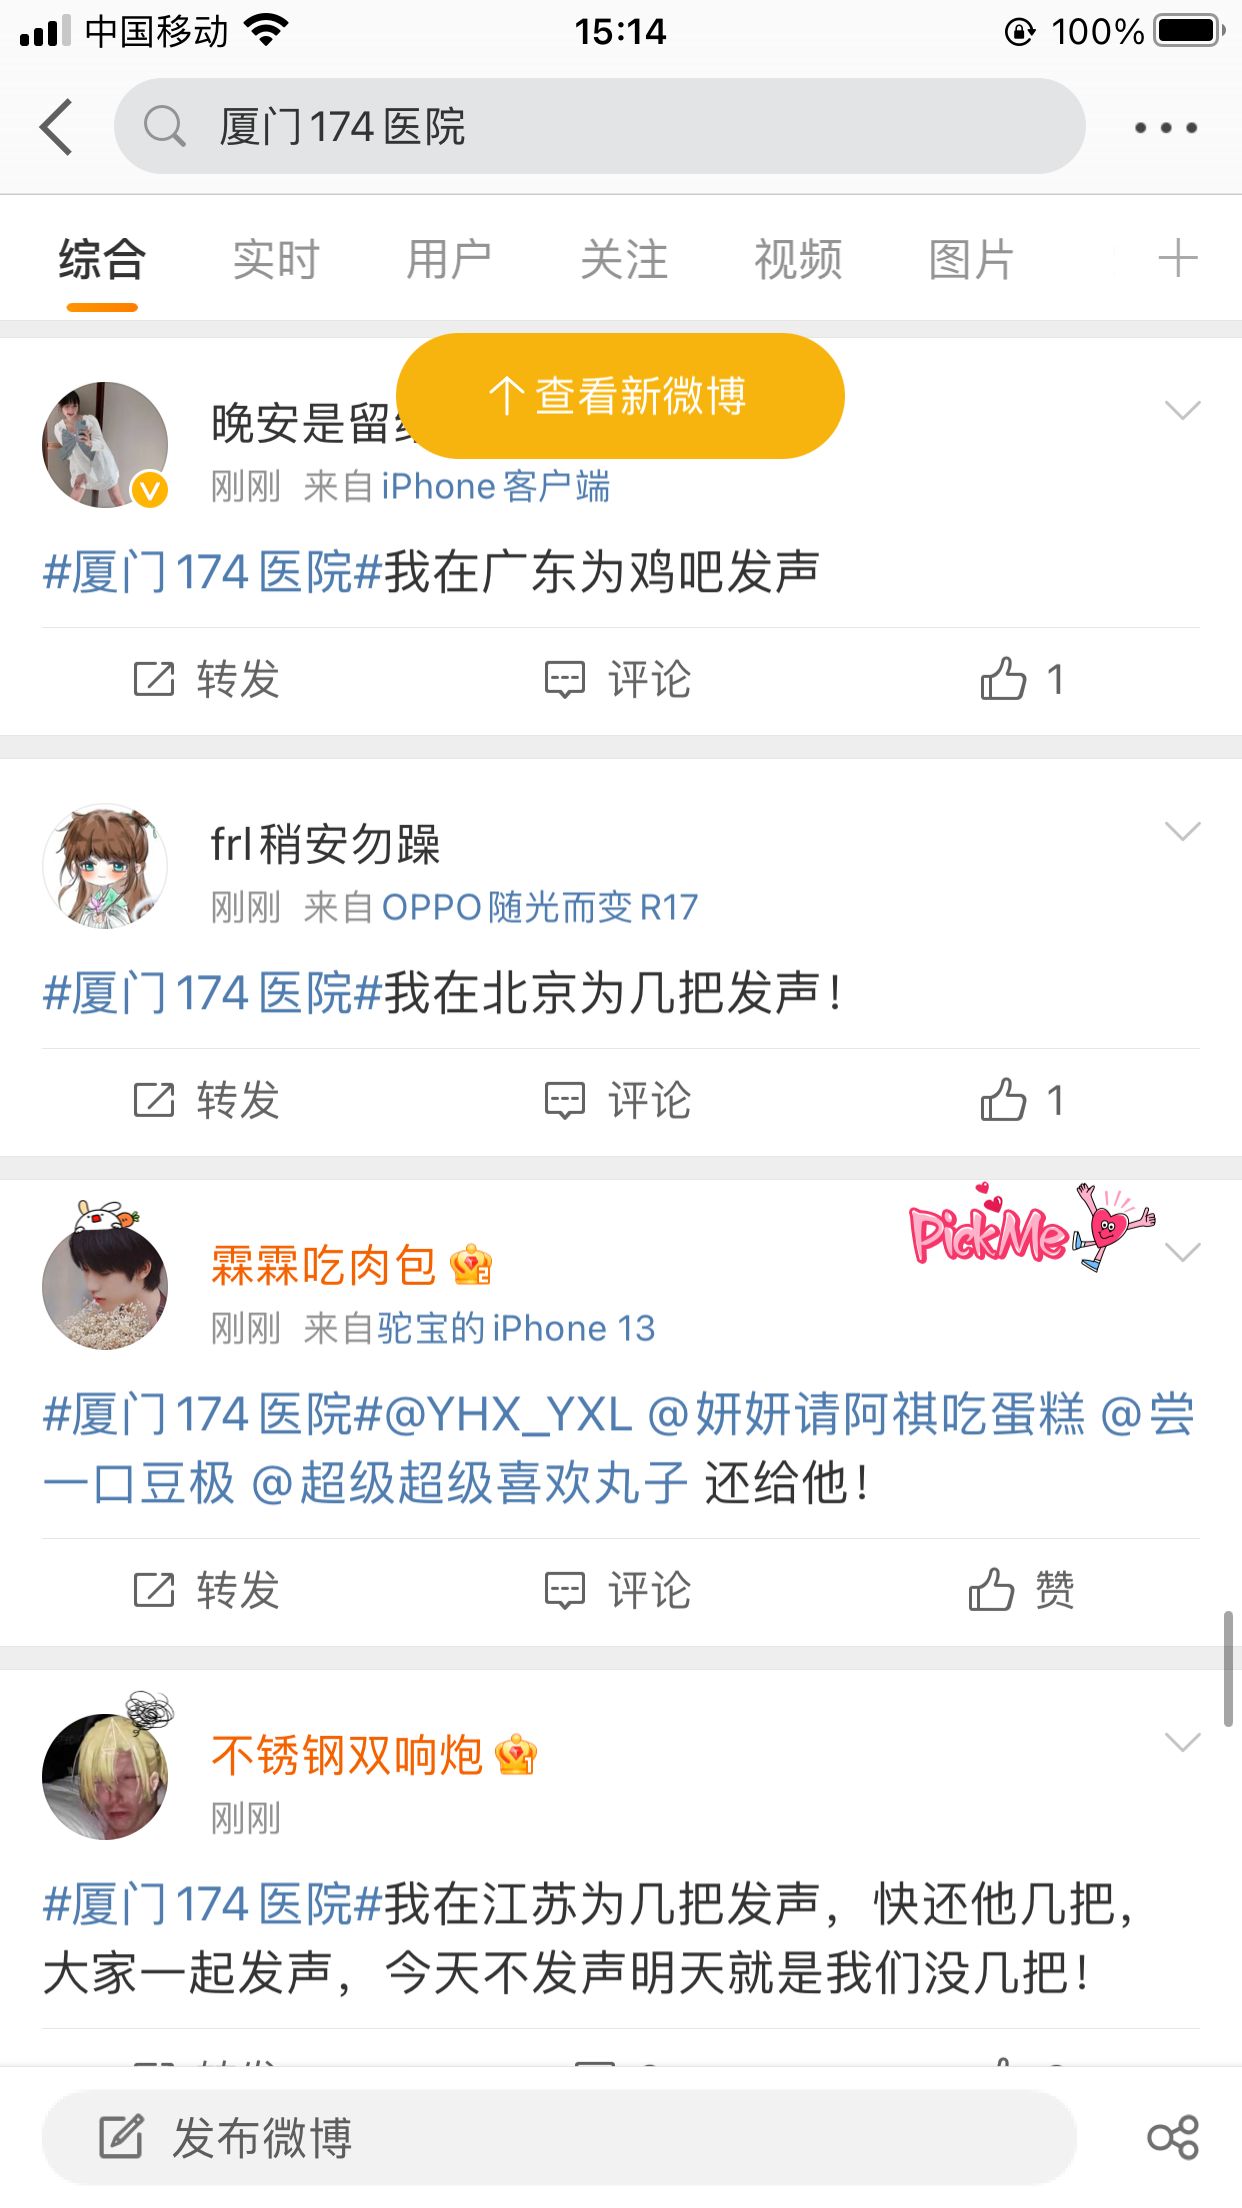 中国移动 15:14 100%
厦门174医院
综合 实时 用户 关注 视频 图片
↑查看新微博
晚安是留
刚刚 来自iPhone客户端
#厦门174医院#我在广东为鸡吧发声
转发 评论 1
frl稍安勿躁
刚刚 来自OPPO随光而变R17
#厦门174医院#我在北京为几把发声！
转发 评论 1
PickMe
霖霖吃肉包
刚刚 来自驼宝的iPhone 13
#厦门174医院#@YHX_YXL @妍妍请阿祺吃蛋糕 @尝
一口豆极 @超级超级喜欢丸子 还给他！
转发 评论 赞
不锈钢双响炮
刚刚
#厦门174医院#我在江苏为几把发声，快还他几把，
大家一起发声，今天不发声明天就是我们没几把！
发布微博